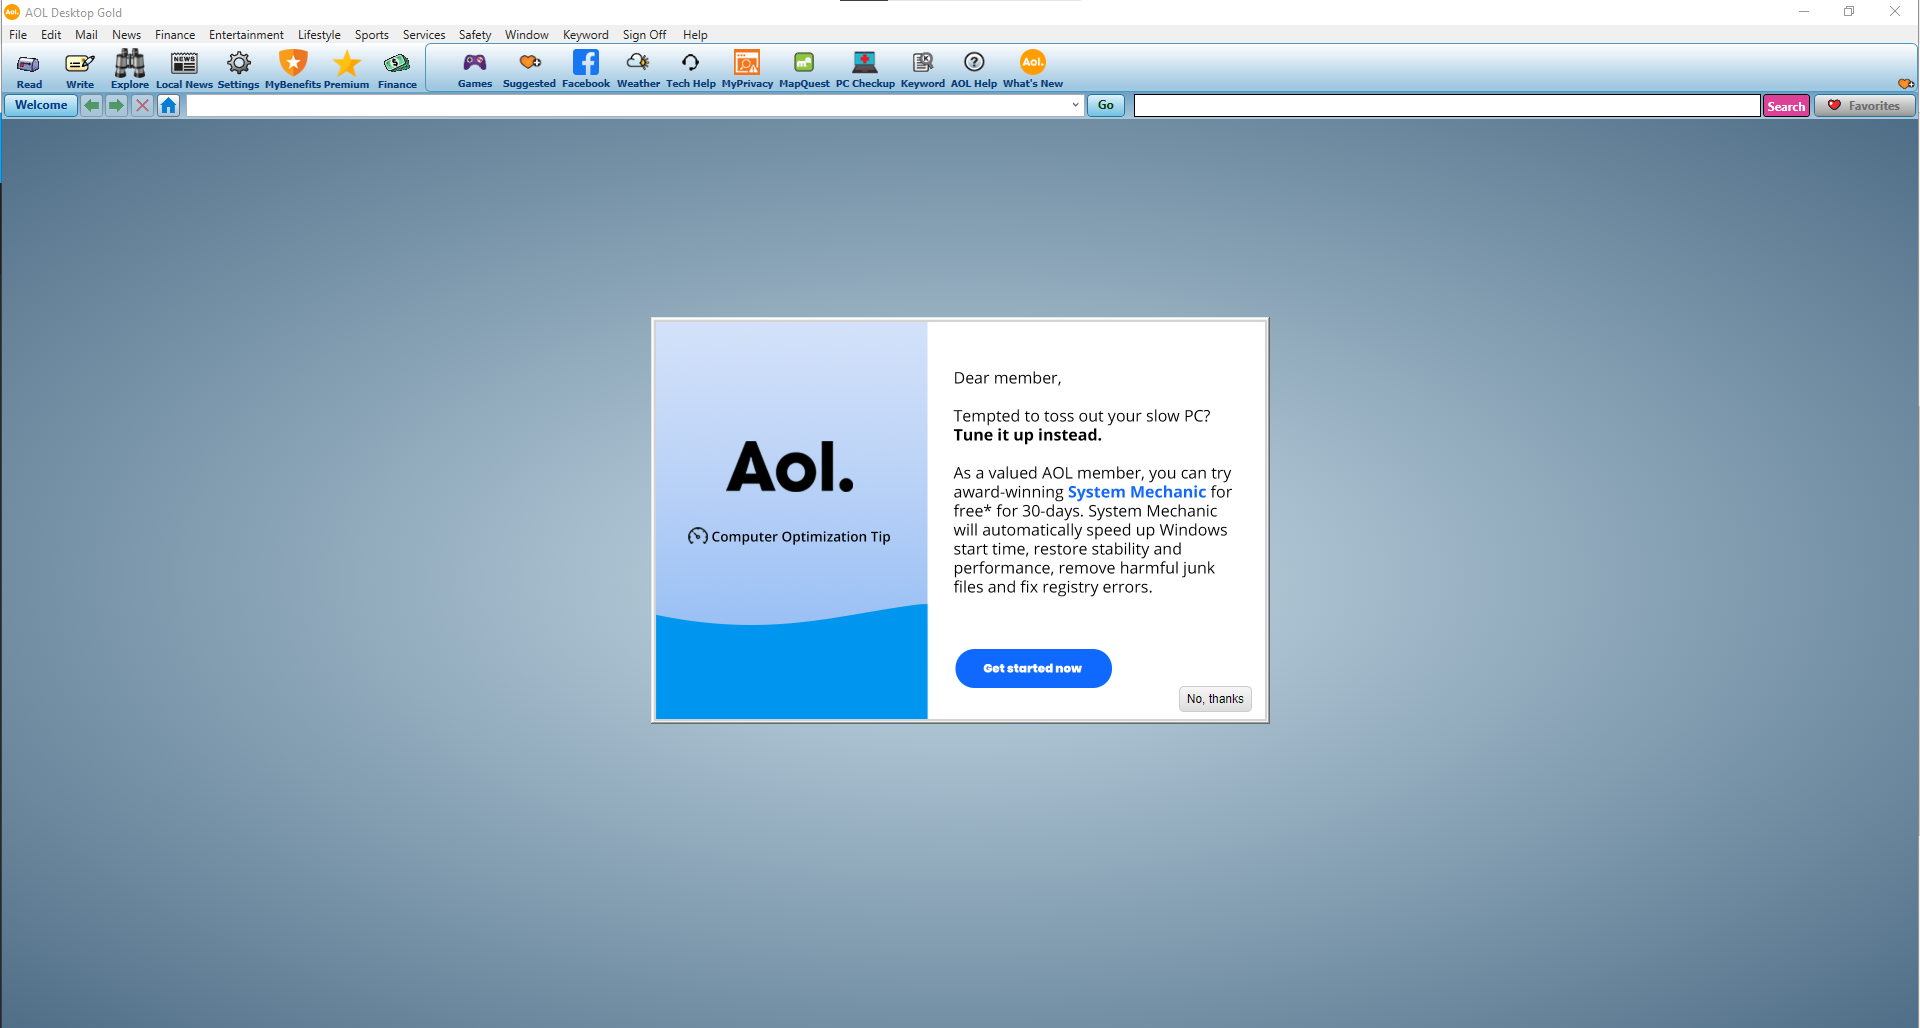 Aol. AOL Desktop Gold
File Edit Mail News Finance Entertainment Lifestyle Sports Services Safety Window Keyword Sign Off Help
Read Write Explore Local News Settings MyBenefits Premium Finance Games Suggested Facebook Weather Tech Help MyPrivacy MapQuest PC Checkup Keyword AOL Help What's New
Welcome Go Search Favorites
Aol.
Computer Optimization Tip
Dear member,
Tempted to toss out your slow PC?
Tune it up instead.
As a valued AOL member, you can try
award-winning System Mechanic for
free* for 30-days. System Mechanic
will automatically speed up Windows
start time, restore stability and
performance, remove harmful junk
files and fix registry errors.
Get started now
No, thanks